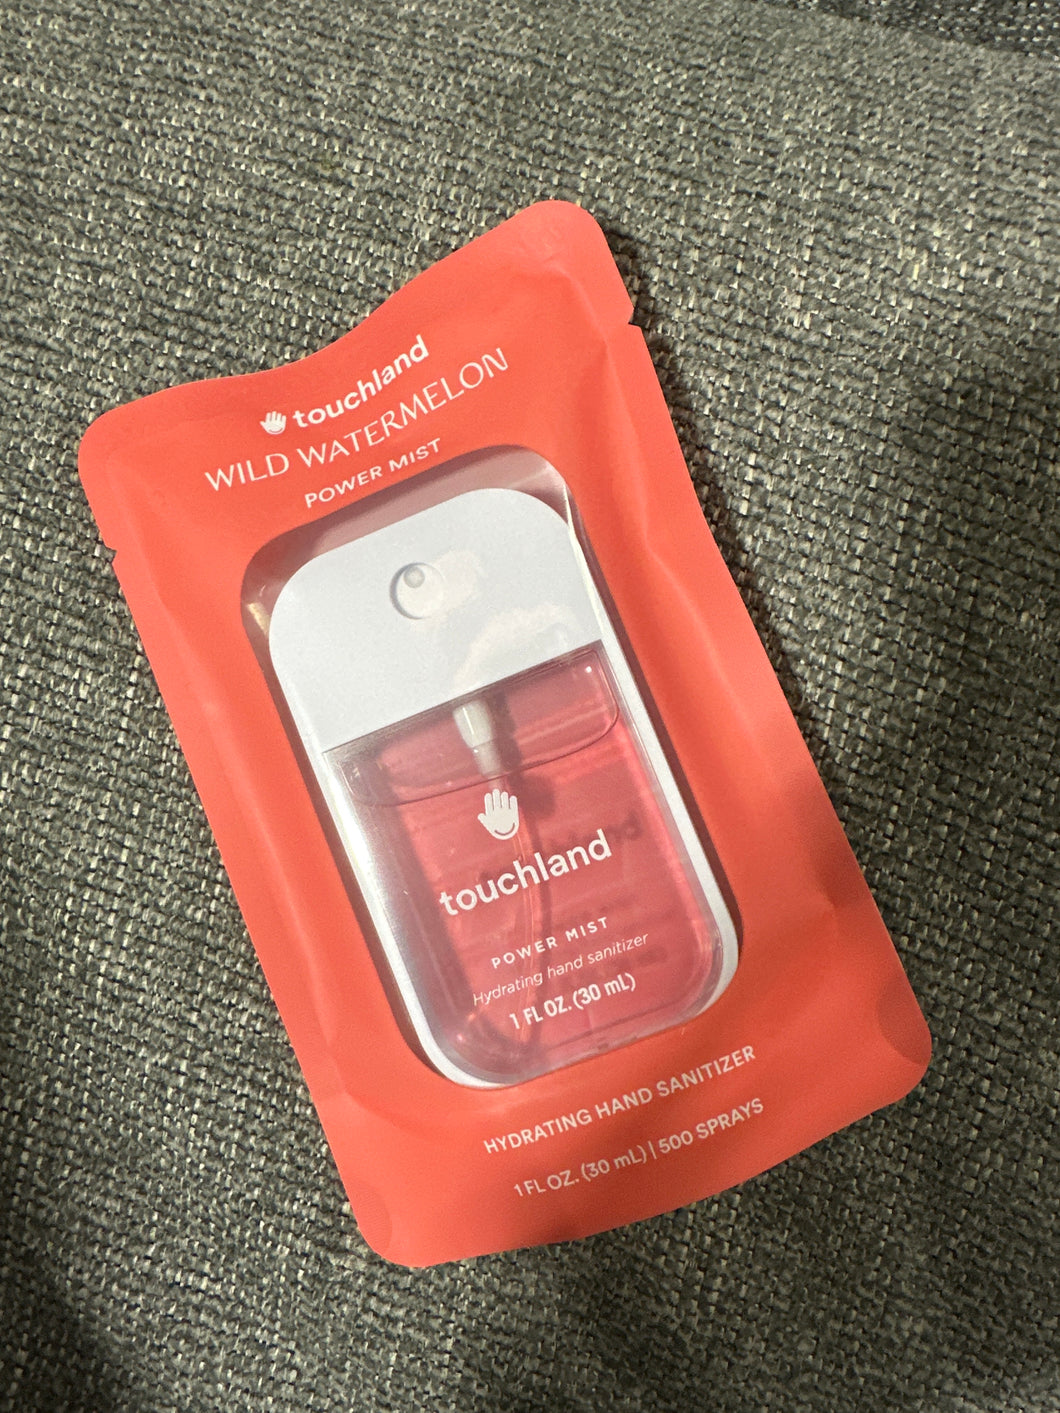 touchland
WILD WATERMELON
POWER MIST
touchland
POWER MIST
Hydrating hand sanitizer
1 FL OZ. (30 mL)
HYDRATING HAND SANITIZER
1 FL OZ. (30 mL) | 500 SPRAYS